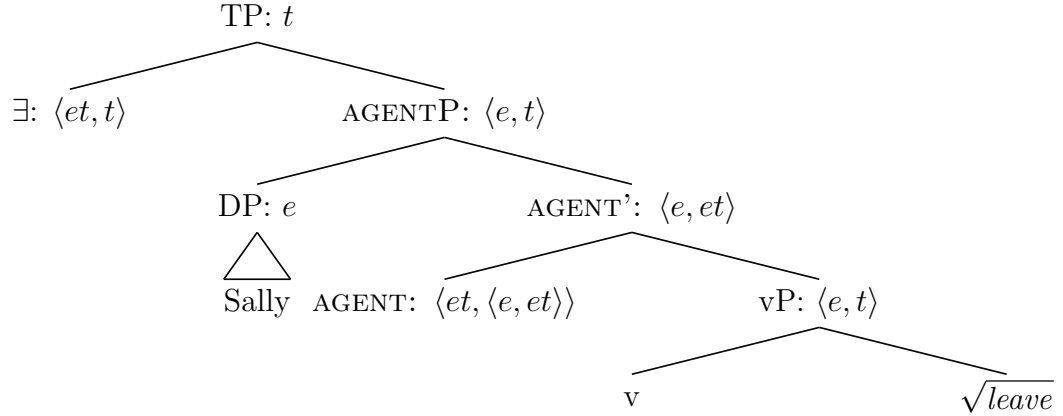 TP: t
∃: ⟨et, t⟩ AGENTP: ⟨e, t⟩
DP: e AGENT’: ⟨e, et⟩
Sally AGENT: ⟨et, ⟨e, et⟩⟩ vP: ⟨e, t⟩
v √leave